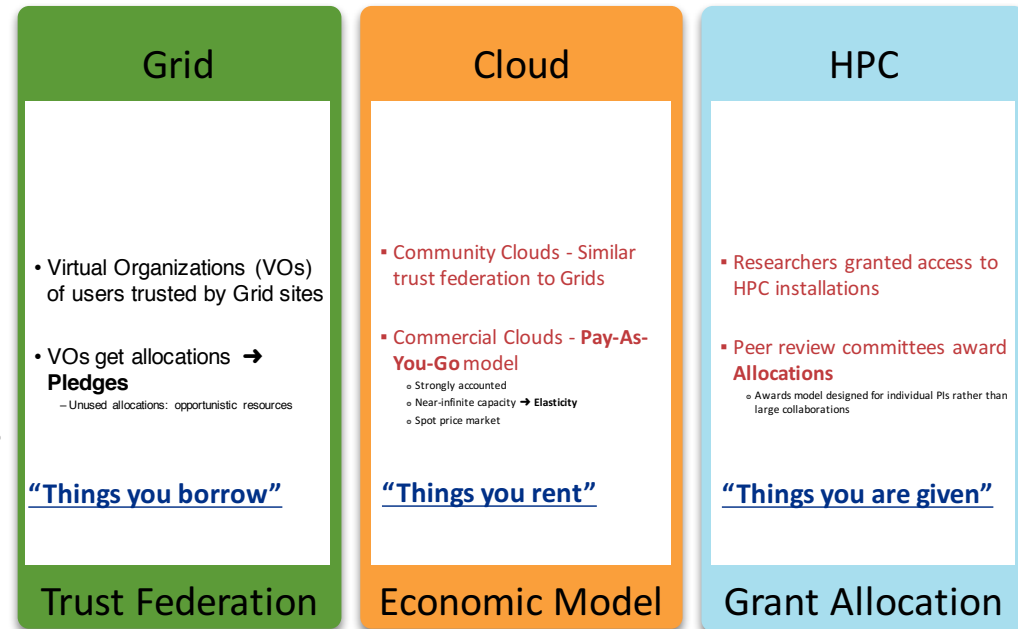 Grid
• Virtual Organizations (VOs)
of users trusted by Grid sites
• VOs get allocations ➔
Pledges
– Unused allocations: opportunistic resources
“Things you borrow”
Trust Federation
Cloud
▪ Community Clouds - Similar
trust federation to Grids
▪ Commercial Clouds - Pay-As-
You-Go model
o Strongly accounted
o Near-infinite capacity ➔ Elasticity
o Spot price market
“Things you rent”
Economic Model
HPC
▪ Researchers granted access to
HPC installations
▪ Peer review committees award
Allocations
o Awards model designed for individual PIs rather than
large collaborations
“Things you are given”
Grant Allocation